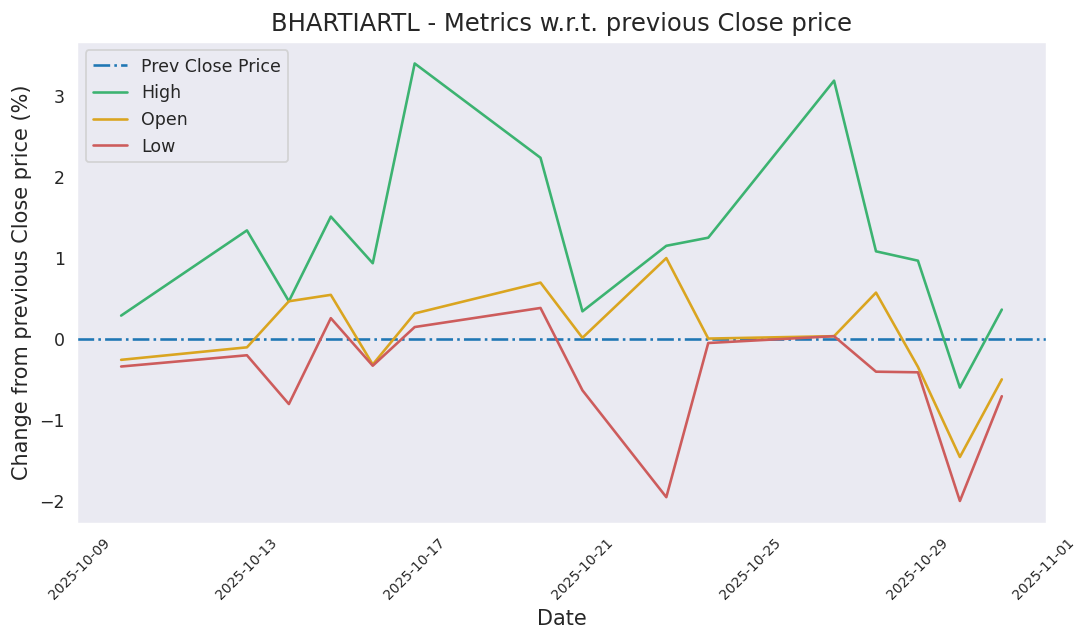 BHARTIARTL - Metrics w.r.t. previous Close price
Prev Close Price
High
Open
Low
Change from previous Close price (%)
3
2
1
0
−1
−2
2025-10-09
2025-10-13
2025-10-17
2025-10-21
2025-10-25
2025-10-29
2025-11-01
Date